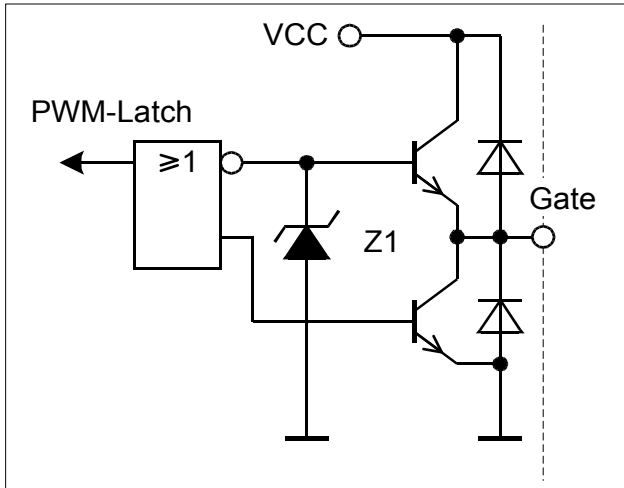 VCC
PWM-Latch
≥1
Gate
Z1